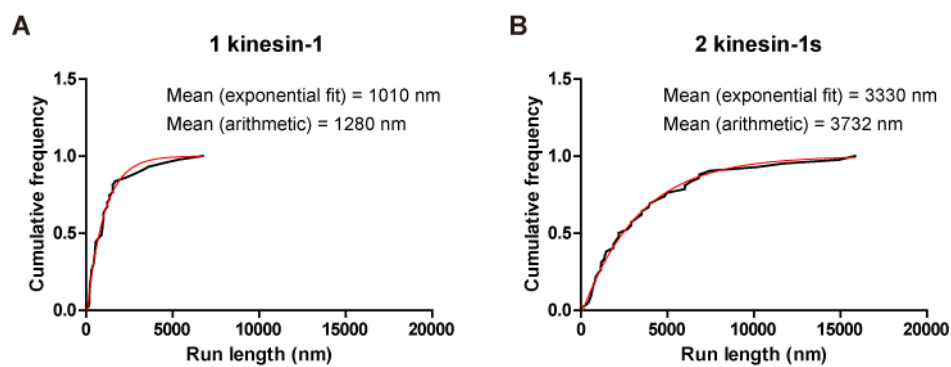 A
1 kinesin-1
Mean (exponential fit) = 1010 nm
Mean (arithmetic) = 1280 nm
Cumulative frequency
1.5
1.0
0.5
0.0
0 5000 10000 15000 20000
Run length (nm)
B
2 kinesin-1s
Mean (exponential fit) = 3330 nm
Mean (arithmetic) = 3732 nm
Cumulative frequency
1.5
1.0
0.5
0.0
0 5000 10000 15000 20000
Run length (nm)